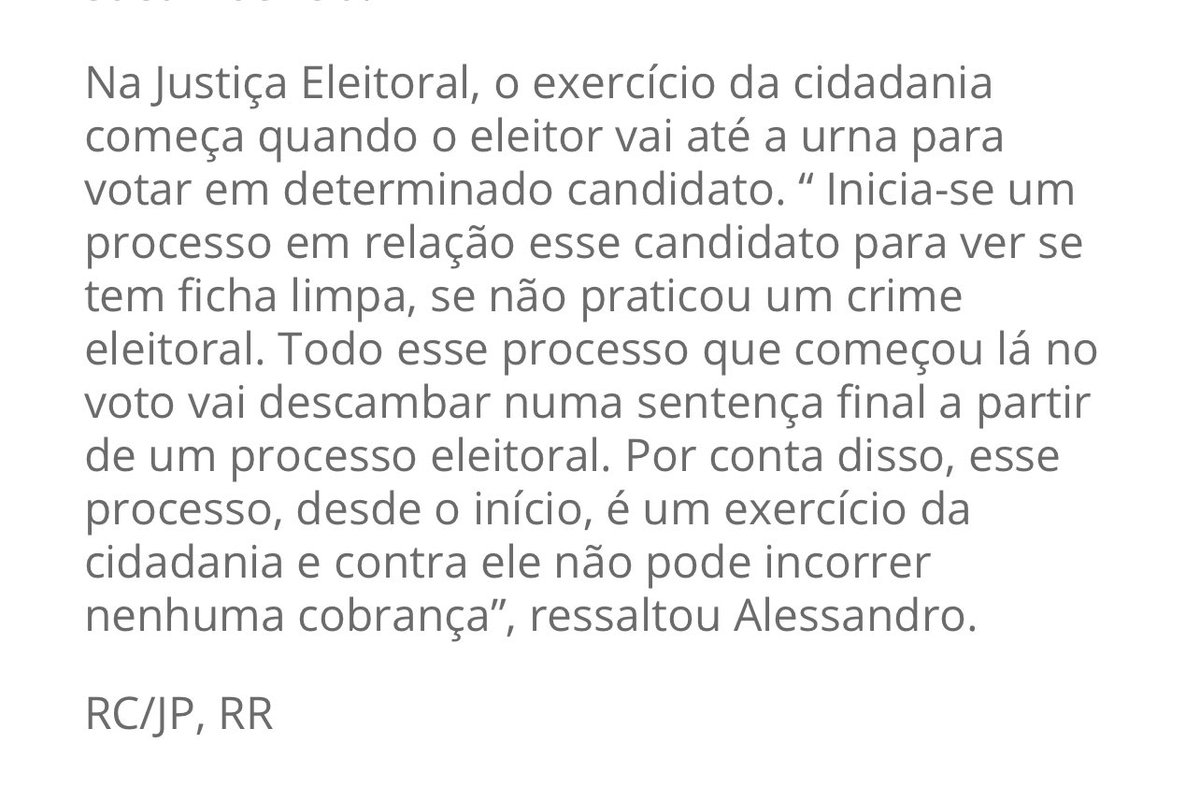 Na Justiça Eleitoral, o exercício da cidadania
começa quando o eleitor vai até a urna para
votar em determinado candidato. “ Inicia-se um
processo em relação esse candidato para ver se
tem ficha limpa, se não praticou um crime
eleitoral. Todo esse processo que começou lá no
voto vai descambar numa sentença final a partir
de um processo eleitoral. Por conta disso, esse
processo, desde o início, é um exercício da
cidadania e contra ele não pode incorrer
nenhuma cobrança”, ressaltou Alessandro.
RC/JP, RR